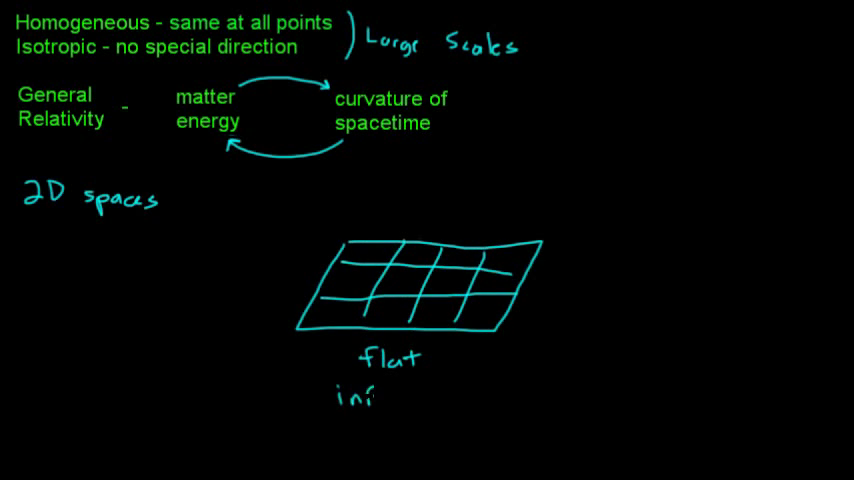 Homogeneous - same at all points
Isotropic - no special direction
Large Scales
General
Relativity -
matter
energy
curvature of
spacetime
2D spaces
flat
inf